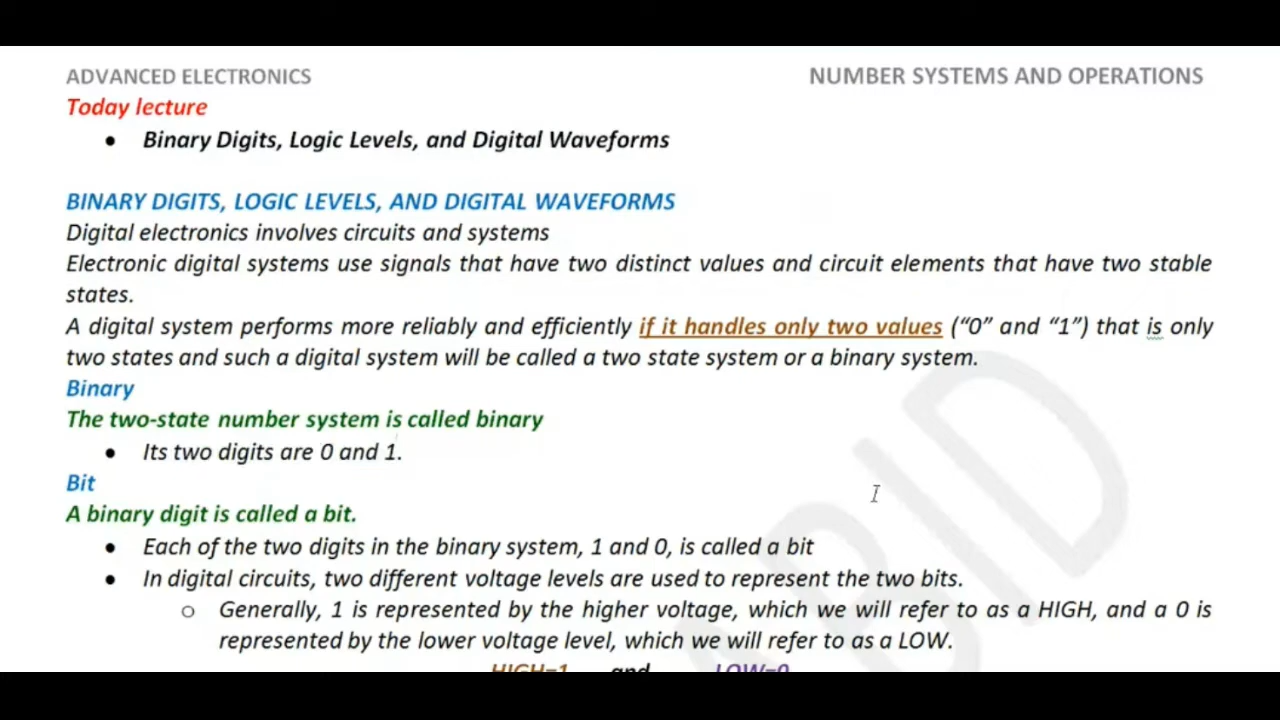 ADVANCED ELECTRONICS NUMBER SYSTEMS AND OPERATIONS
Today lecture
• Binary Digits, Logic Levels, and Digital Waveforms
BINARY DIGITS, LOGIC LEVELS, AND DIGITAL WAVEFORMS
Digital electronics involves circuits and systems
Electronic digital systems use signals that have two distinct values and circuit elements that have two stable
states.
A digital system performs more reliably and efficiently if it handles only two values (“0” and “1”) that is only
two states and such a digital system will be called a two state system or a binary system.
Binary
The two-state number system is called binary
• Its two digits are 0 and 1.
Bit
A binary digit is called a bit.
• Each of the two digits in the binary system, 1 and 0, is called a bit
• In digital circuits, two different voltage levels are used to represent the two bits.
o Generally, 1 is represented by the higher voltage, which we will refer to as a HIGH, and a 0 is
represented by the lower voltage level, which we will refer to as a LOW.
HIGH=1 and LOW=0
ABID